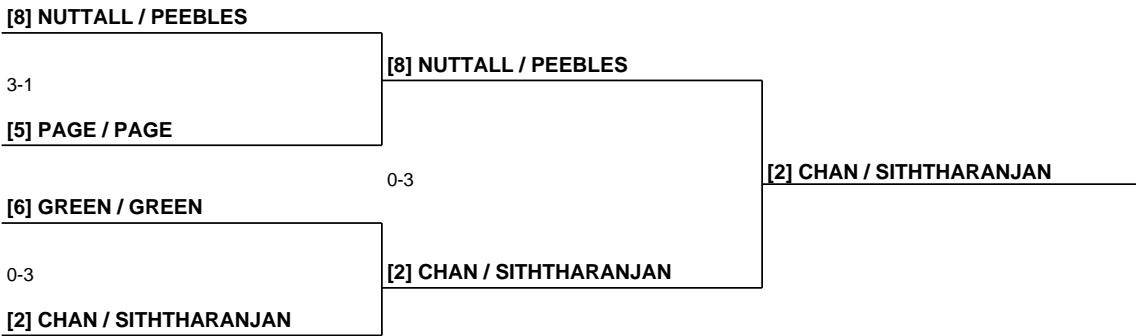 [8] NUTTALL / PEEBLES
[8] NUTTALL / PEEBLES
3-1
[5] PAGE / PAGE
[2] CHAN / SITHTHARANJAN
0-3
[6] GREEN / GREEN
[2] CHAN / SITHTHARANJAN
0-3
[2] CHAN / SITHTHARANJAN